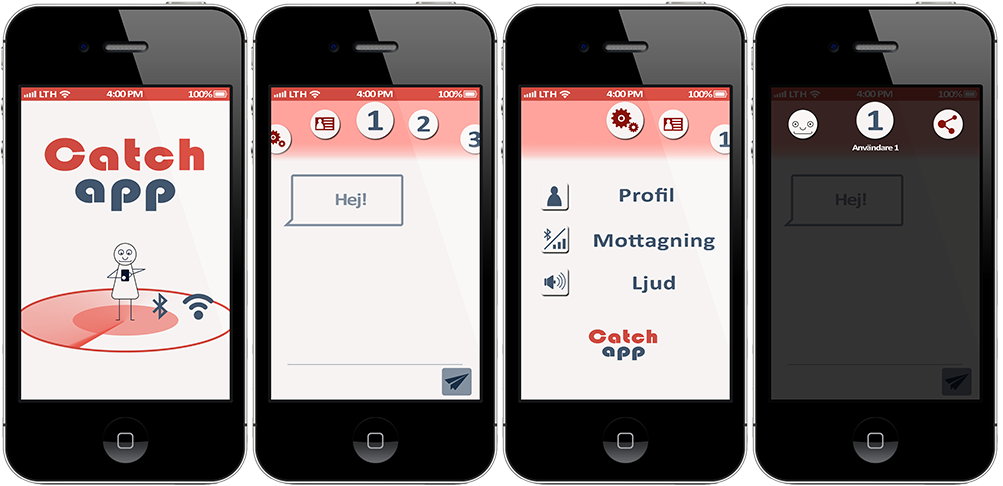 LTH 4:00 PM 100%
Catch
app
LTH 4:00 PM 100%
1 2 3
Hej!
LTH 4:00 PM 100%
1
Profil
Mottagning
Ljud
Catch
app
LTH 4:00 PM 100%
1
Användare 1
Hej!